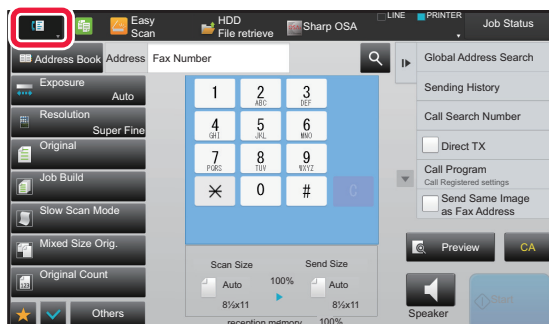 Easy
Scan
HDD
File retrieve
Sharp OSA
LINE
PRINTER
Job Status
Address Book
Address
Fax Number
Global Address Search
Sending History
Call Search Number
Direct TX
Call Program
Call Registered settings
Send Same Image
as Fax Address
Exposure
Auto
Resolution
Super Fine
Original
Job Build
Slow Scan Mode
Mixed Size Orig.
Original Count
Others
1 2 3
ABC DEF
4 5 6
GHI JKL MNO
7 8 9
PQRS TUV WXYZ
0 # C
Scan Size
Send Size
Auto
100%
Auto
8½x11
8½x11
reception memory 100%
Preview
CA
Speaker
Start